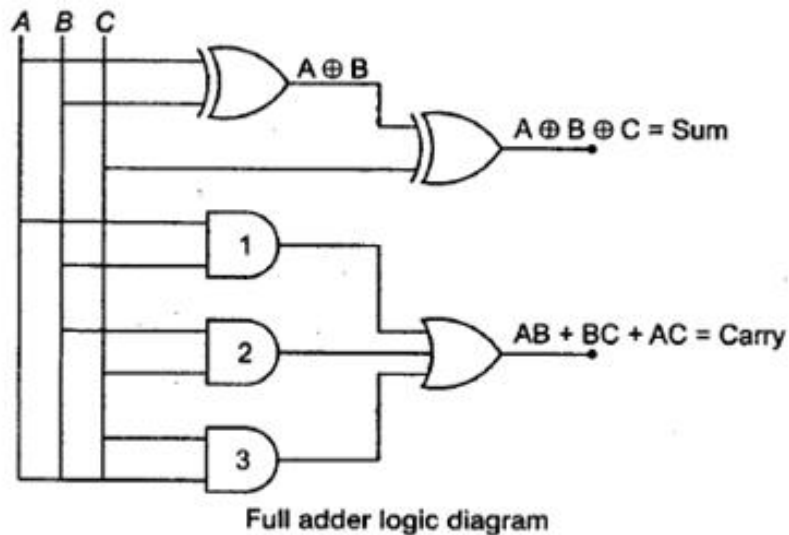 A B C
A ⊕ B
A ⊕ B ⊕ C = Sum
1
2
AB + BC + AC = Carry
3
Full adder logic diagram